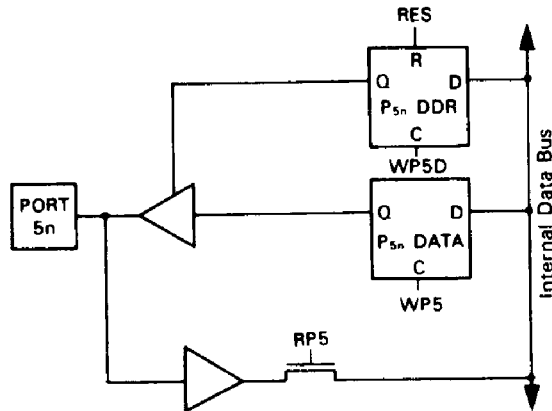 RES
R
Q D
P5n DDR
C
WP5D
PORT
5n
Q D
P5n DATA
C
WP5
RP5
Internal Data Bus